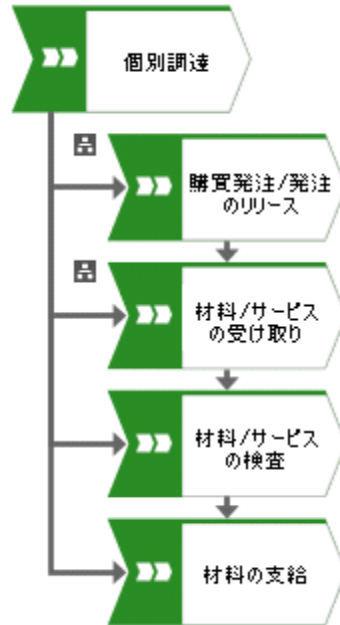 個別調達
購買発注/発注
のリリース
材料/サービス
の受け取り
材料/サービス
の検査
材料の支給